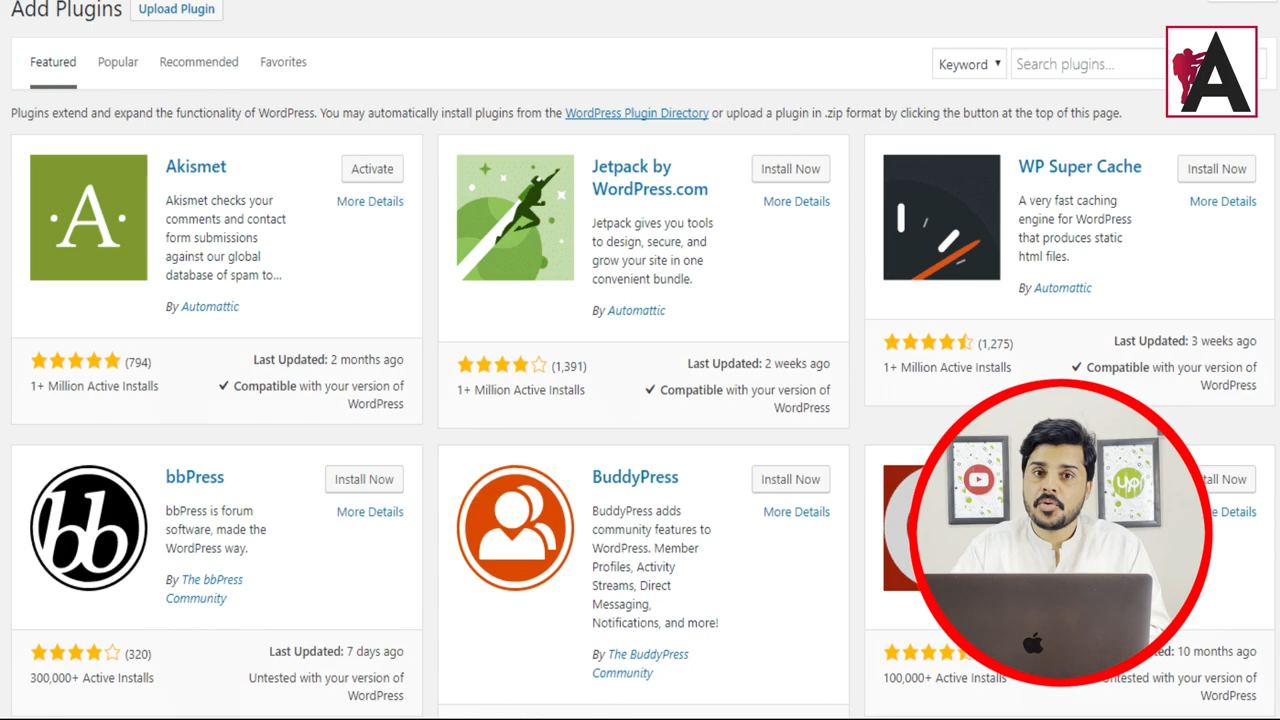 Add Plugins
Upload Plugin
Featured
Popular
Recommended
Favorites
Keyword
Search plugins...
A
Plugins extend and expand the functionality of WordPress. You may automatically install plugins from the WordPress Plugin Directory or upload a plugin in .zip format by clicking the button at the top of this page.
A
Akismet
Activate
More Details
Akismet checks your
comments and contact
form submissions
against our global
database of spam to...
By Automattic
(794)
Last Updated: 2 months ago
1+ Million Active Installs
Compatible with your version of
WordPress
Jetpack by
WordPress.com
Install Now
More Details
Jetpack gives you tools
to design, secure, and
grow your site in one
convenient bundle.
By Automattic
(1,391)
Last Updated: 2 weeks ago
1+ Million Active Installs
Compatible with your version of
WordPress
WP Super Cache
Install Now
More Details
A very fast caching
engine for WordPress
that produces static
html files.
By Automattic
(1,275)
Last Updated: 3 weeks ago
1+ Million Active Installs
Compatible with your version of
WordPress
bb
bbPress
Install Now
More Details
bbPress is forum
software, made the
WordPress way.
By The bbPress
Community
(320)
Last Updated: 7 days ago
300,000+ Active Installs
Untested with your version of
WordPress
BuddyPress
Install Now
More Details
BuddyPress adds
community features to
WordPress. Member
Profiles, Activity
Streams, Direct
Messaging,
Notifications, and more!
By The BuddyPress
Community
Now
Details
up
10 months ago
100,000+ Active Installs
with your version of
WordPress